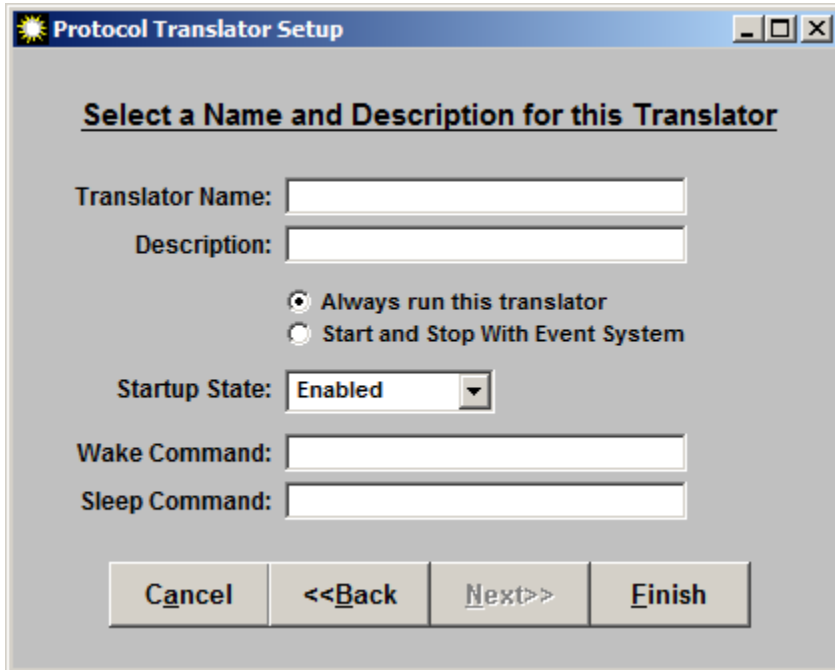 Protocol Translator Setup
Select a Name and Description for this Translator
Translator Name:
Description:
Always run this translator
Start and Stop With Event System
Startup State: Enabled
Wake Command:
Sleep Command:
Cancel <<Back Next>> Finish